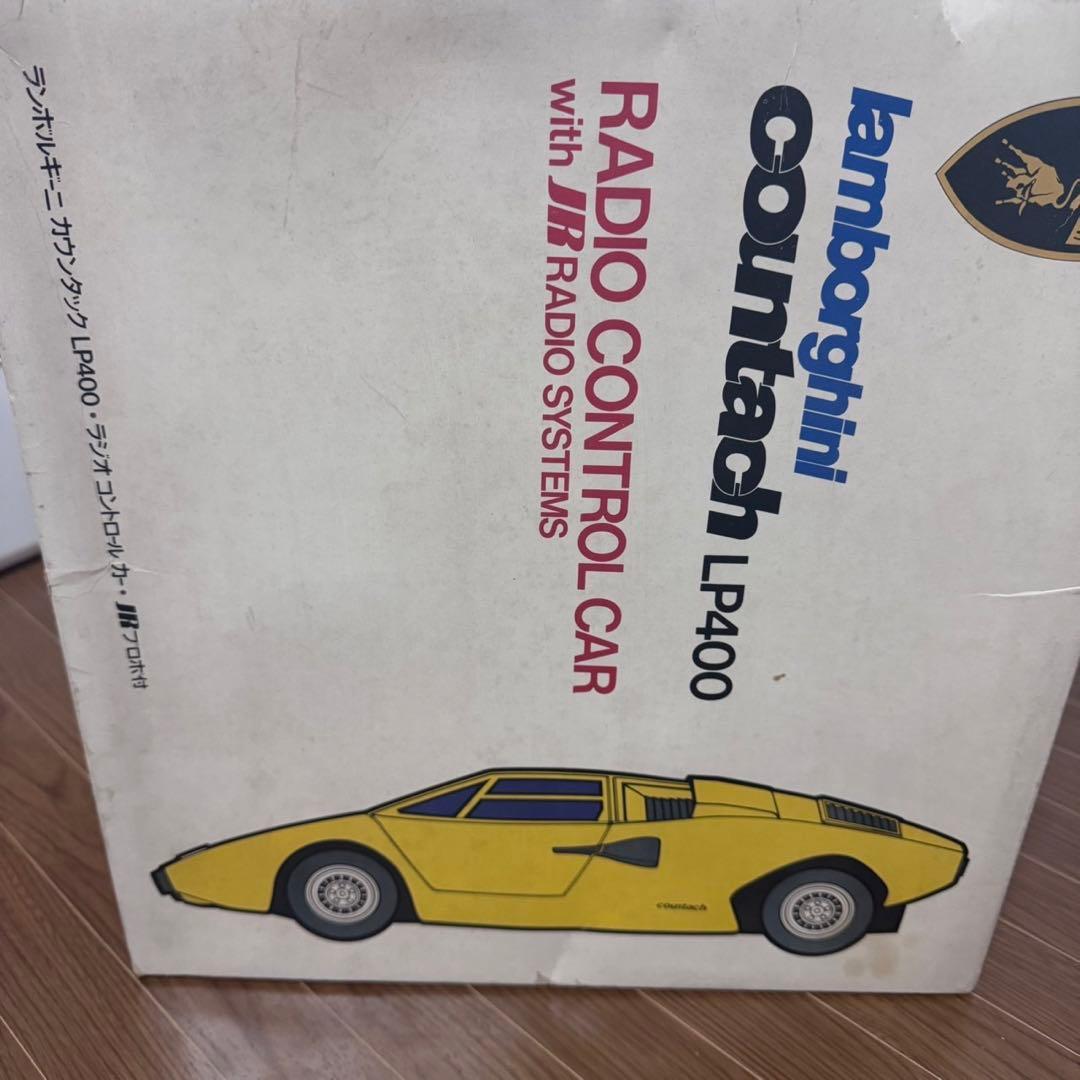 lamborghini
countach LP400
RADIO CONTROL CAR
with JR RADIO SYSTEMS
ランボルギーニ カウンタック LP400・ラジオ コントロール カー・JRプロポ付
countach